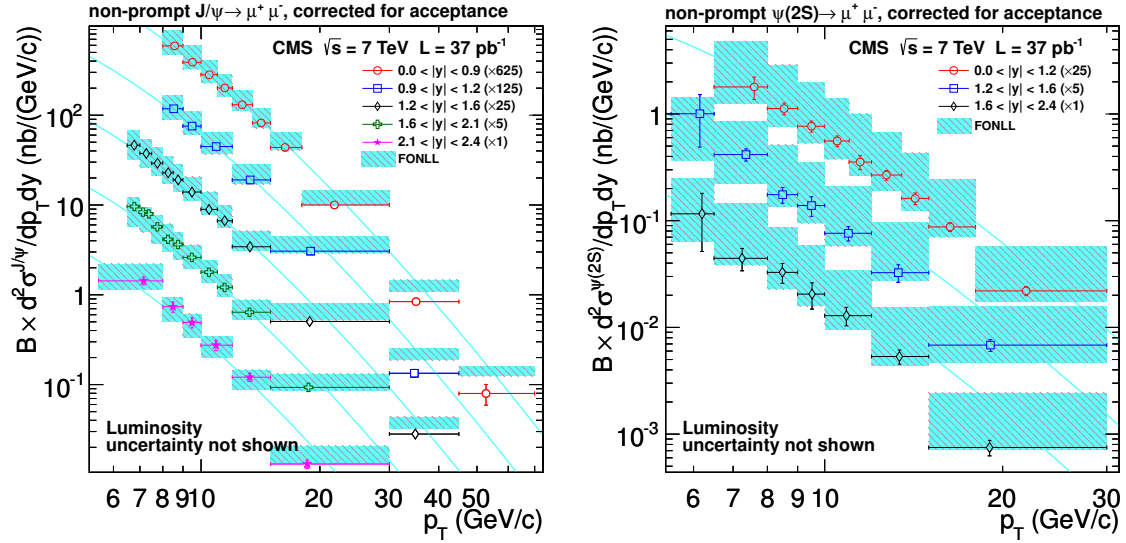 non-prompt J/ψ→ μ⁺ μ⁻, corrected for acceptance
CMS √s = 7 TeV L = 37 pb⁻¹
0.0 < |y| < 0.9 (×625)
0.9 < |y| < 1.2 (×125)
1.2 < |y| < 1.6 (×25)
1.6 < |y| < 2.1 (×5)
2.1 < |y| < 2.4 (×1)
FONLL
B × d²σ^J/ψ/dp_T dy (nb/(GeV/c))
10²
10
1
10⁻¹
Luminosity
uncertainty not shown
6 7 8 9 10 20 30 40 50
p_T (GeV/c)
non-prompt ψ(2S)→ μ⁺ μ⁻, corrected for acceptance
CMS √s = 7 TeV L = 37 pb⁻¹
0.0 < |y| < 1.2 (×25)
1.2 < |y| < 1.6 (×5)
1.6 < |y| < 2.4 (×1)
FONLL
B × d²σ^ψ(2S)/dp_T dy (nb/(GeV/c))
1
10⁻¹
10⁻²
10⁻³
Luminosity
uncertainty not shown
6 7 8 9 10 20 30
p_T (GeV/c)